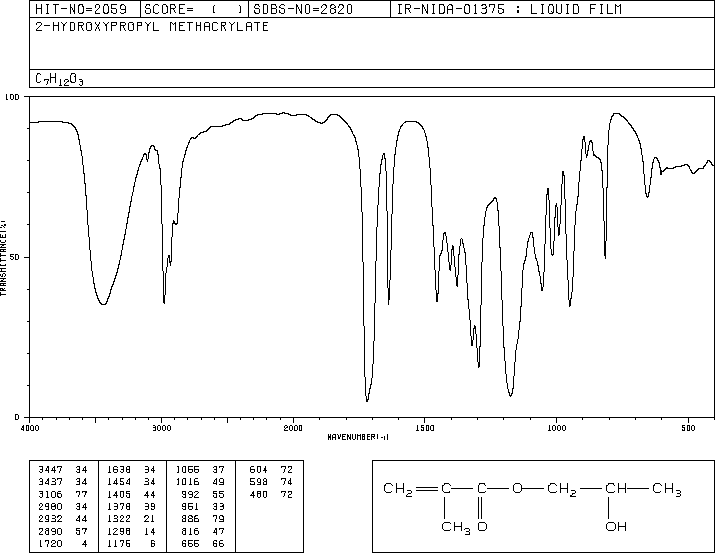 HIT-NO=2059 SCORE= ( ) SDBS-NO=2820 IR-NIDA-01375 : LIQUID FILM
2-HYDROXYPROPYL METHACRYLATE
C7H12O3
100
50
0
TRANSMITTANCE(%)
4000 3000 2000 1500 1000 500
WAVENUMBER(-1)
3447 34 1638 34 1055 37 604 72
3437 34 1454 34 1016 49 598 74
3106 77 1405 44 992 55 480 72
2980 34 1378 39 951 33
2932 44 1322 21 886 79
2890 57 1298 14 816 47
1720 4 1175 6 655 66
CH2 C C O CH2 CH CH3
CH3 O OH